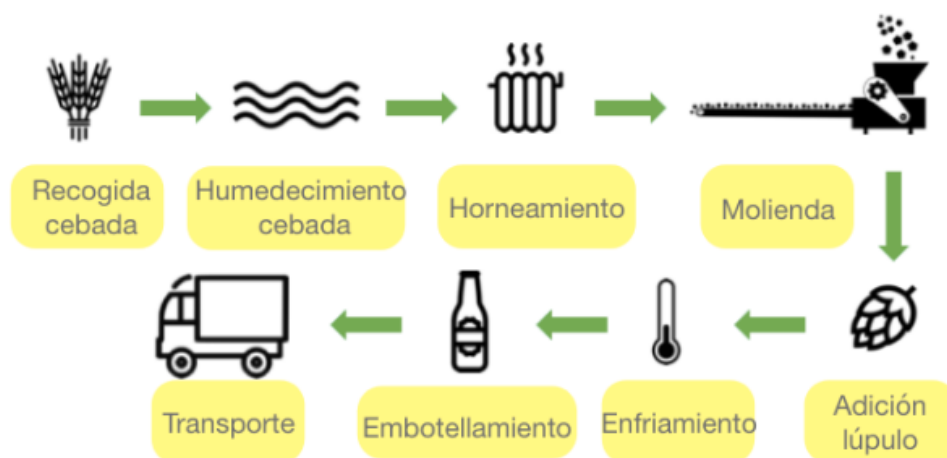 Recogida
cebada
Humedecimiento
cebada
Horneamiento
Molienda
Adición
lúpulo
Enfriamiento
Embotellamiento
Transporte